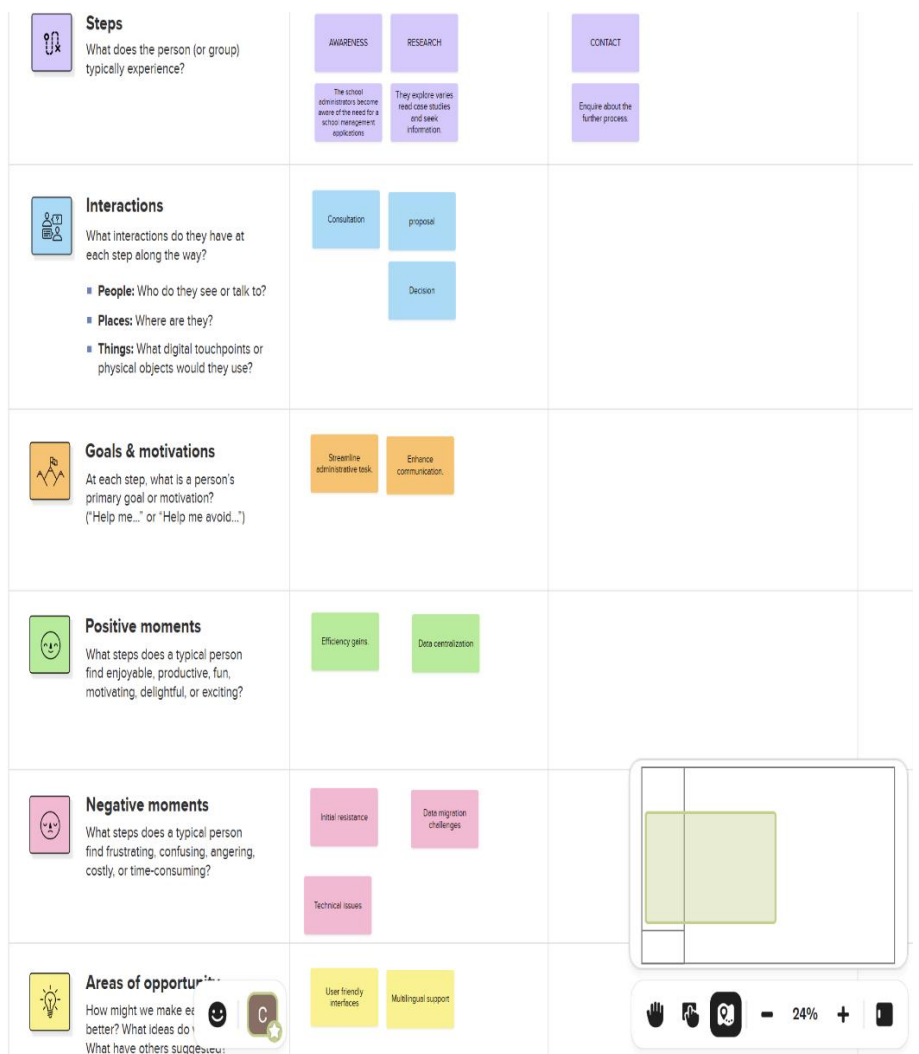 Steps
What does the person (or group)
typically experience?
AWARENESS
RESEARCH
CONTACT
The school
administrators become
aware of the need for a
school management
applications
They explore varies
read case studies
and seek
information.
Enquire about the
further process.
Interactions
What interactions do they have at
each step along the way?
People: Who do they see or talk to?
Places: Where are they?
Things: What digital touchpoints or
physical objects would they use?
Consultation
proposal
Decision
Goals & motivations
At each step, what is a person's
primary goal or motivation?
("Help me..." or "Help me avoid...")
Streamline
administrative task.
Enhance
communication.
Positive moments
What steps does a typical person
find enjoyable, productive, fun,
motivating, delightful, or exciting?
Efficiency gains.
Data centralization
Negative moments
What steps does a typical person
find frustrating, confusing, angering,
costly, or time-consuming?
Initial resistance
Data migration
challenges
Technical issues
Areas of opportunity
How might we make ea
better? What ideas do
What have others suggested?
User friendly
interfaces
Multilingual support
C
24%